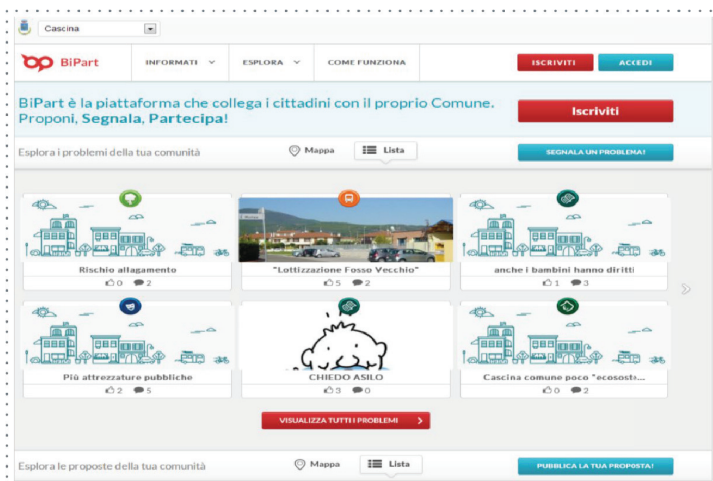 Cascina
BiPart
INFORMATI
ESPLORA
COME FUNZIONA
ISCRIVITI
ACCEDI
BiPart è la piattaforma che collega i cittadini con il proprio Comune.
Proponi, Segnala, Partecipa!
Iscriviti
Esplora i problemi della tua comunità
Mappa
Lista
SEGNALA UN PROBLEMA!
Rischio allagamento
0 2
"Lottizzazione Fosso Vecchio"
5 2
anche i bambini hanno diritti
1 3
Più attrezzature pubbliche
2 5
CHIEDO ASILO
3 0
Cascina comune poco "ecosost›...
0 2
VISUALIZZA TUTTI I PROBLEMI
Esplora le proposte della tua comunità
Mappa
Lista
PUBBLICA LA TUA PROPOSTA!